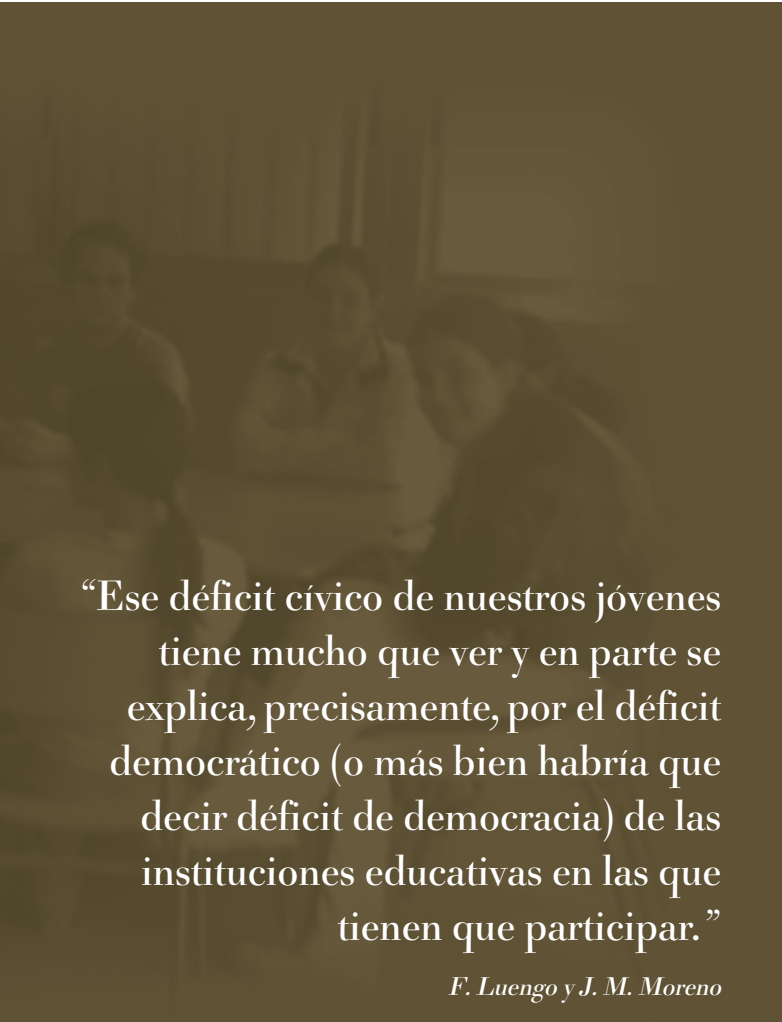 “Ese déficit cívico de nuestros jóvenes
tiene mucho que ver y en parte se
explica, precisamente, por el déficit
democrático (o más bien habría que
decir déficit de democracia) de las
instituciones educativas en las que
tienen que participar.”
F. Luengo y J. M. Moreno